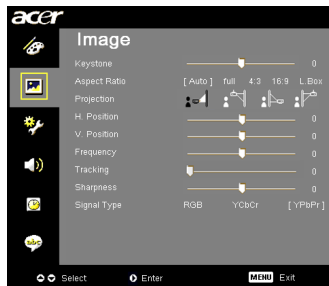 acer
Image
Keystone 0
Aspect Ratio [ Auto ] full 4:3 16:9 L.Box
Projection
H. Position 0
V. Position 0
Frequency 0
Tracking 0
Sharpness 0
Signal Type RGB YCbCr [ YPbPr ]
abc
Select Enter MENU Exit